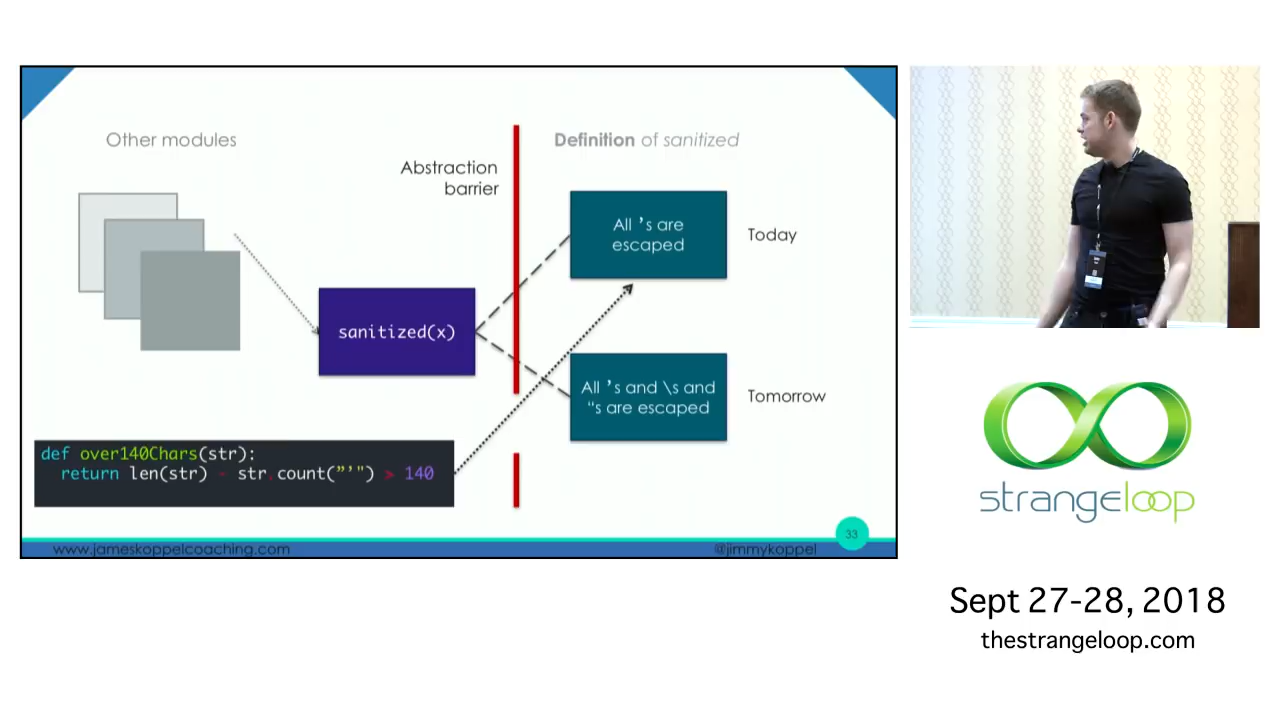 Other modules
Abstraction
barrier
Definition of sanitized
All 's are
escaped
Today
sanitized(x)
All 's and \s and
“s are escaped
Tomorrow
def over140Chars(str):
return len(str) - str.count(”’") > 140
www.jameskoppelcoaching.com
@jimmykoppel
33
strangeloop
Sept 27-28, 2018
thestrangeloop.com